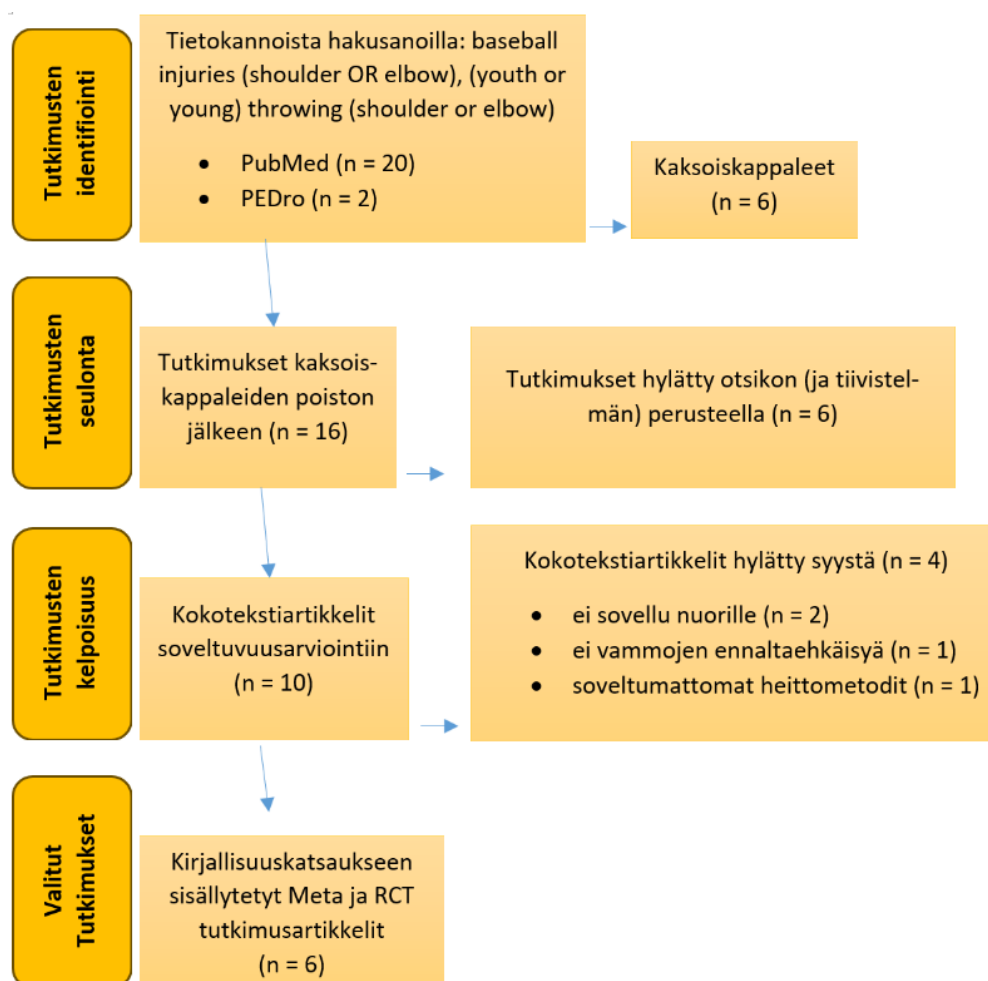 Tutkimusten
identifiointi
Tietokannoista hakusanoilla: baseball
injuries (shoulder OR elbow), (youth or
young) throwing (shoulder or elbow)
• PubMed (n = 20)
• PEDro (n = 2)
Kaksoiskappaleet
(n = 6)
Tutkimusten
seulonta
Tutkimukset kaksois-
kappaleiden poiston
jälkeen (n = 16)
Tutkimukset hylätty otsikon (ja tiivistel-
män) perusteella (n = 6)
Tutkimusten
kelpoisuus
Kokotekstiartikkelit
soveltuvuusarviointiin
(n = 10)
Kokotekstiartikkelit hylätty syystä (n = 4)
• ei sovellu nuorille (n = 2)
• ei vammojen ennaltaehkäisyä (n = 1)
• soveltumattomat heittometodit (n = 1)
Valitut
Tutkimukset
Kirjallisuuskatsaukseen
sisällytetyt Meta ja RCT
tutkimusartikkelit
(n = 6)